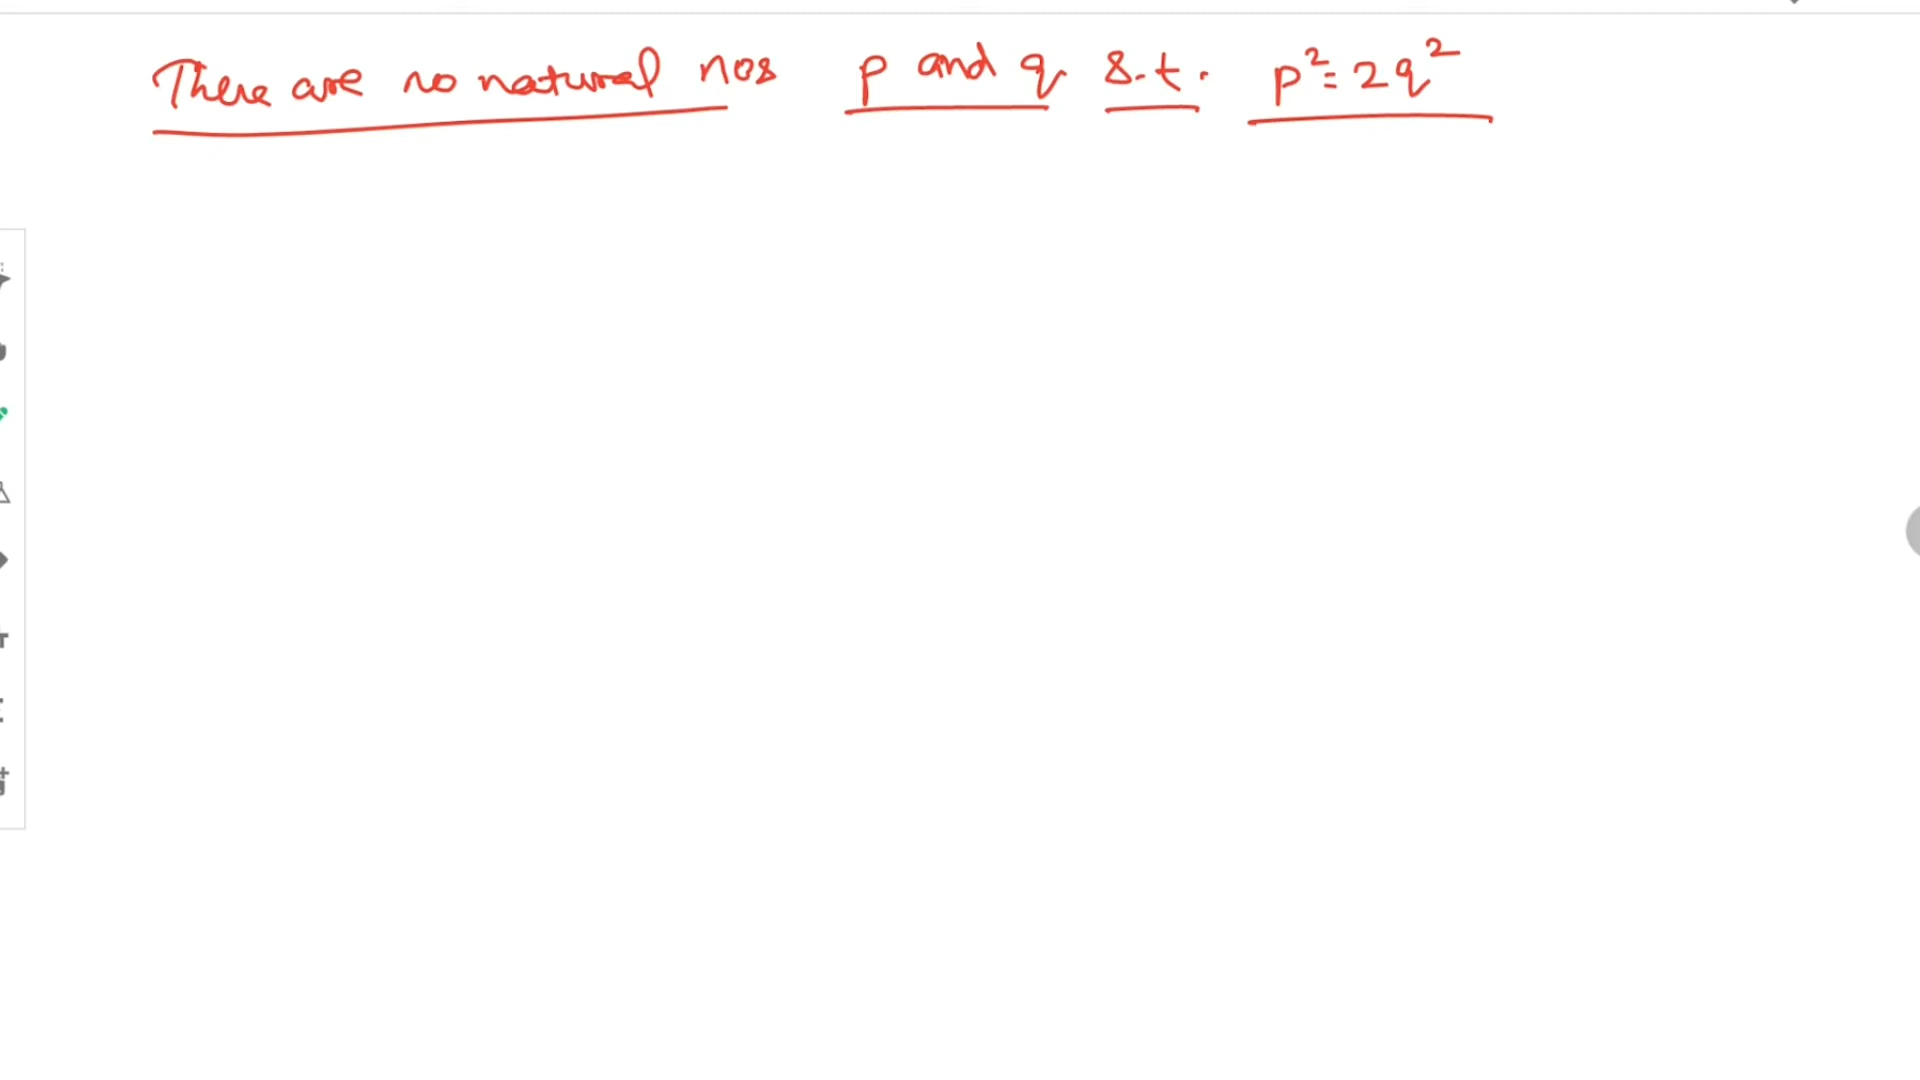 There are no natural nos p and q s.t. p²=2q²